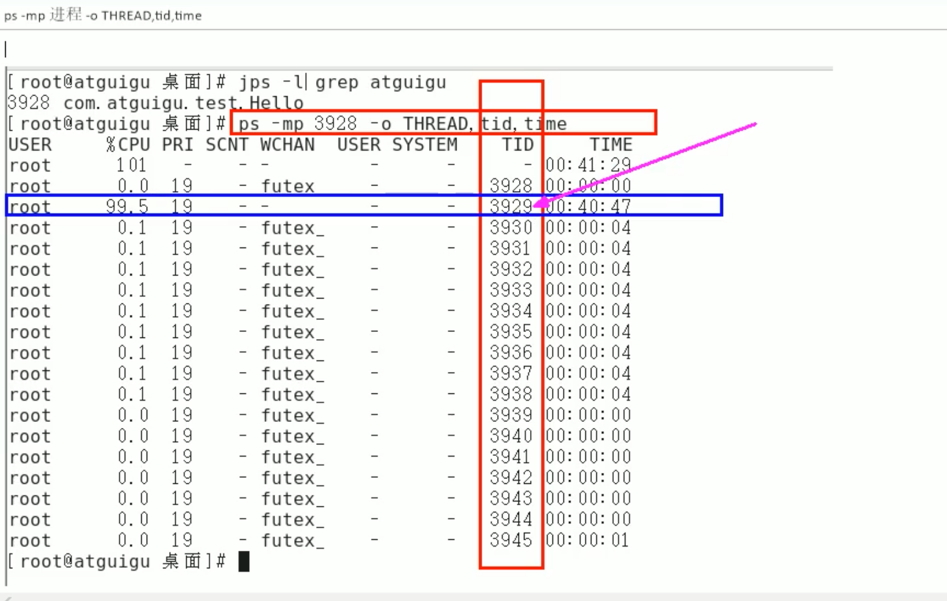 ps -mp 进程 -o THREAD,tid,time
[root@atguigu 桌面]# jps -l| grep atguigu
3928 com.atguigu.test.Hello
[root@atguigu 桌面]# ps -mp 3928 -o THREAD,tid,time
USER %CPU PRI SCNT WCHAN USER SYSTEM TID TIME
root 101 - - - - - - 00:41:29
root 0.0 19 - futex_ - - 3928 00:00:00
root 99.5 19 - - - - 3929 00:40:47
root 0.1 19 - futex_ - - 3930 00:00:04
root 0.1 19 - futex_ - - 3931 00:00:04
root 0.1 19 - futex_ - - 3932 00:00:04
root 0.1 19 - futex_ - - 3933 00:00:04
root 0.1 19 - futex_ - - 3934 00:00:04
root 0.1 19 - futex_ - - 3935 00:00:04
root 0.1 19 - futex_ - - 3936 00:00:04
root 0.1 19 - futex_ - - 3937 00:00:04
root 0.1 19 - futex_ - - 3938 00:00:04
root 0.0 19 - futex_ - - 3939 00:00:00
root 0.0 19 - futex_ - - 3940 00:00:00
root 0.0 19 - futex_ - - 3941 00:00:00
root 0.0 19 - futex_ - - 3942 00:00:00
root 0.0 19 - futex_ - - 3943 00:00:00
root 0.0 19 - futex_ - - 3944 00:00:00
root 0.0 19 - futex_ - - 3945 00:00:01
[root@atguigu 桌面]#